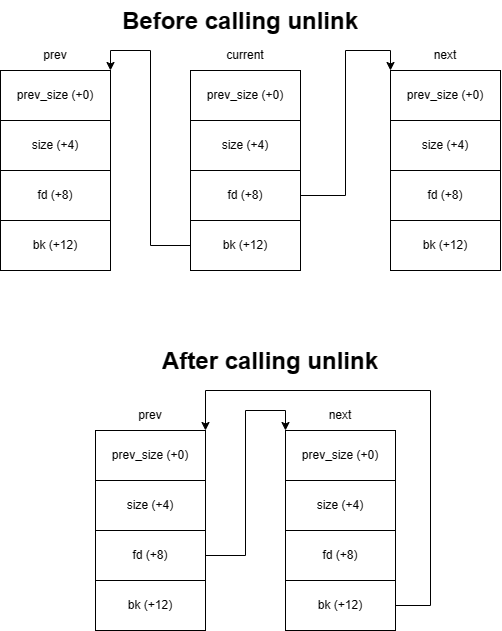 Before calling unlink
prev current next
prev_size (+0) prev_size (+0) prev_size (+0)
size (+4) size (+4) size (+4)
fd (+8) fd (+8) fd (+8)
bk (+12) bk (+12) bk (+12)
After calling unlink
prev next
prev_size (+0) prev_size (+0)
size (+4) size (+4)
fd (+8) fd (+8)
bk (+12) bk (+12)